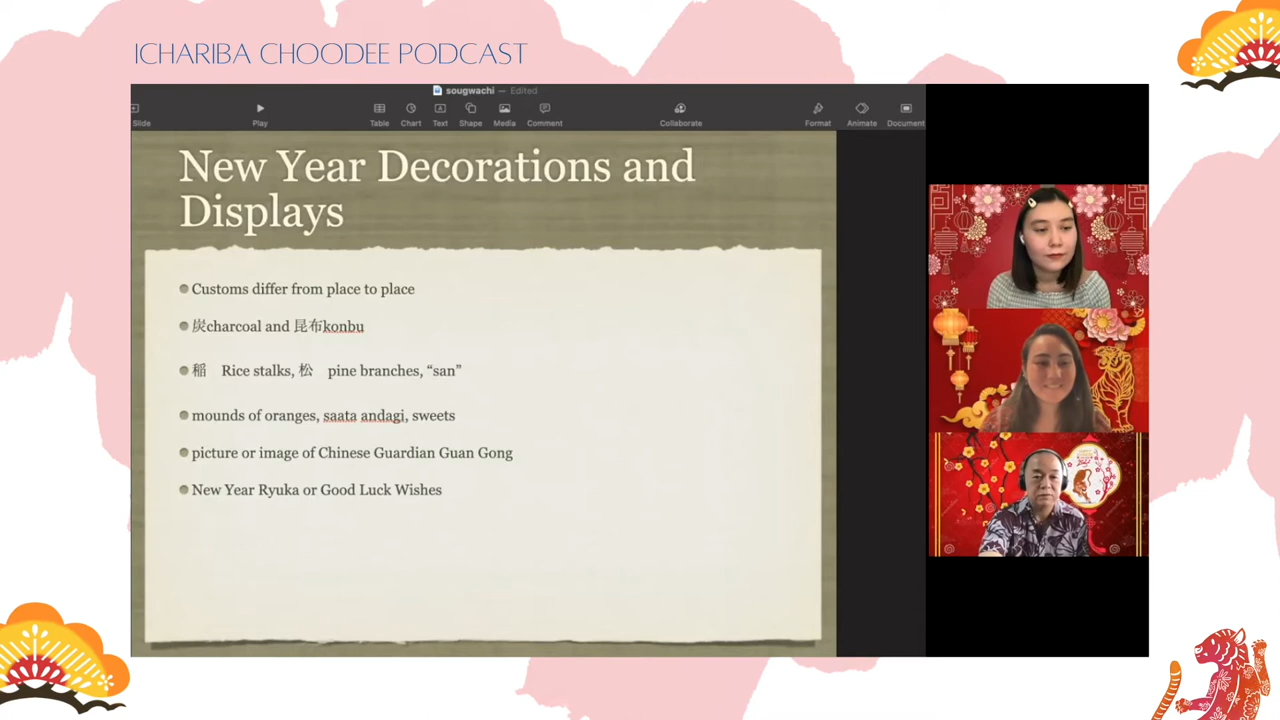 ICHARIBA CHOODEE PODCAST
sougwachi — Edited
Slide Play Table Chart Text Shape Media Comment Collaborate Format Animate Document
New Year Decorations and
Displays
Customs differ from place to place
炭charcoal and 昆布konbu
稲 Rice stalks, 松 pine branches, “san”
mounds of oranges, saata andagi, sweets
picture or image of Chinese Guardian Guan Gong
New Year Ryuka or Good Luck Wishes